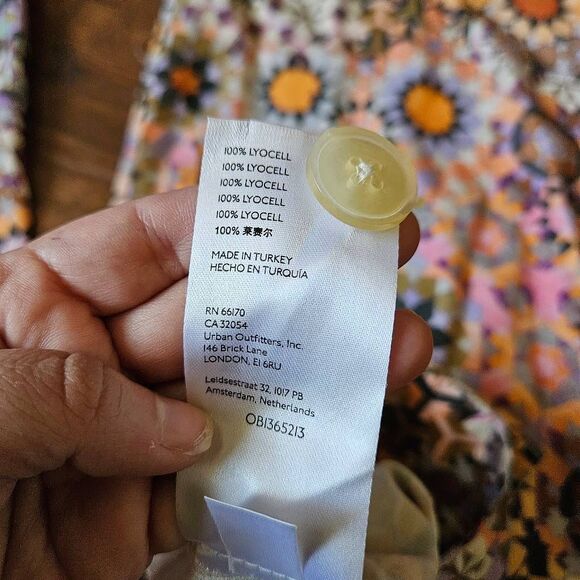 100% LYOCELL
100% LYOCELL
100% LYOCELL
100% LYOCELL
100% LYOCELL
100% 莱赛尔
MADE IN TURKEY
HECHO EN TURQUÍA
RN 66170
CA 32054
Urban Outfitters, Inc.
146 Brick Lane
LONDON, E1 6RU
Leidsestraat 32, 1017 PB
Amsterdam, Netherlands
OB1365213